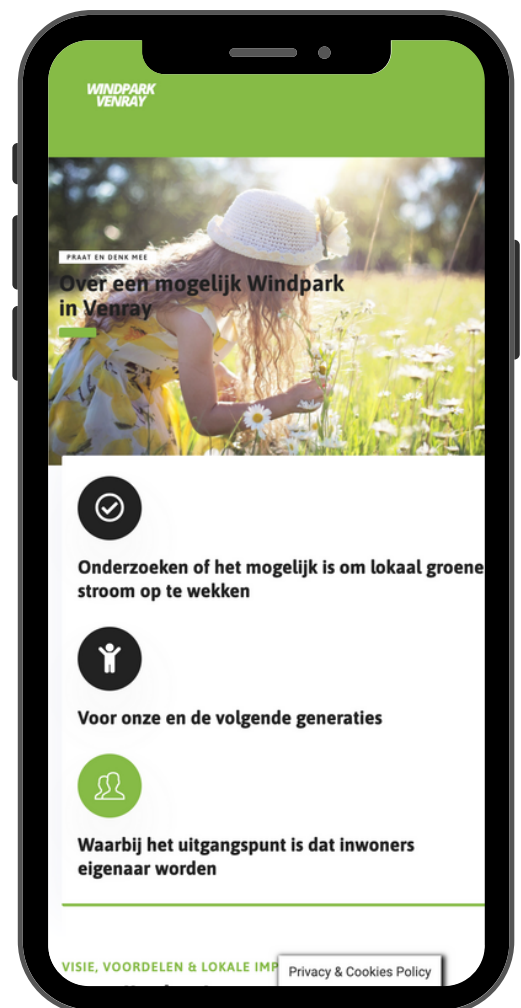 WINDPARK
VENRAY
PRAAT EN DENK MEE
Over een mogelijk Windpark
in Venray
Onderzoeken of het mogelijk is om lokaal groene
stroom op te wekken
Voor onze en de volgende generaties
Waarbij het uitgangspunt is dat inwoners
eigenaar worden
VISIE, VOORDELEN & LOKALE IMP
Privacy & Cookies Policy